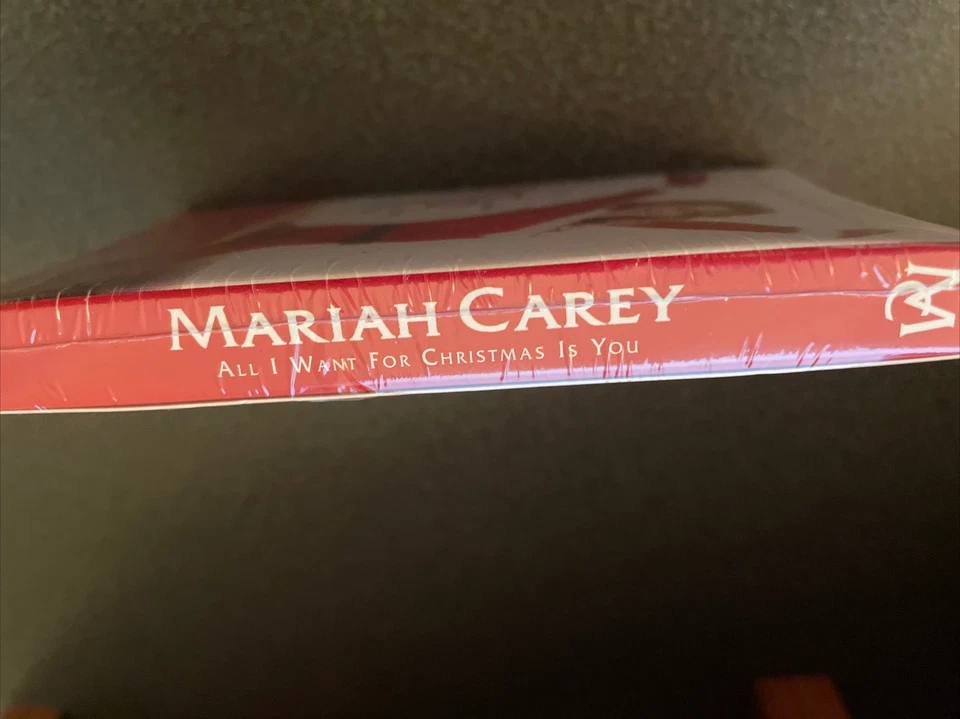 MARIAH CAREY
ALL I WANT FOR CHRISTMAS IS YOU